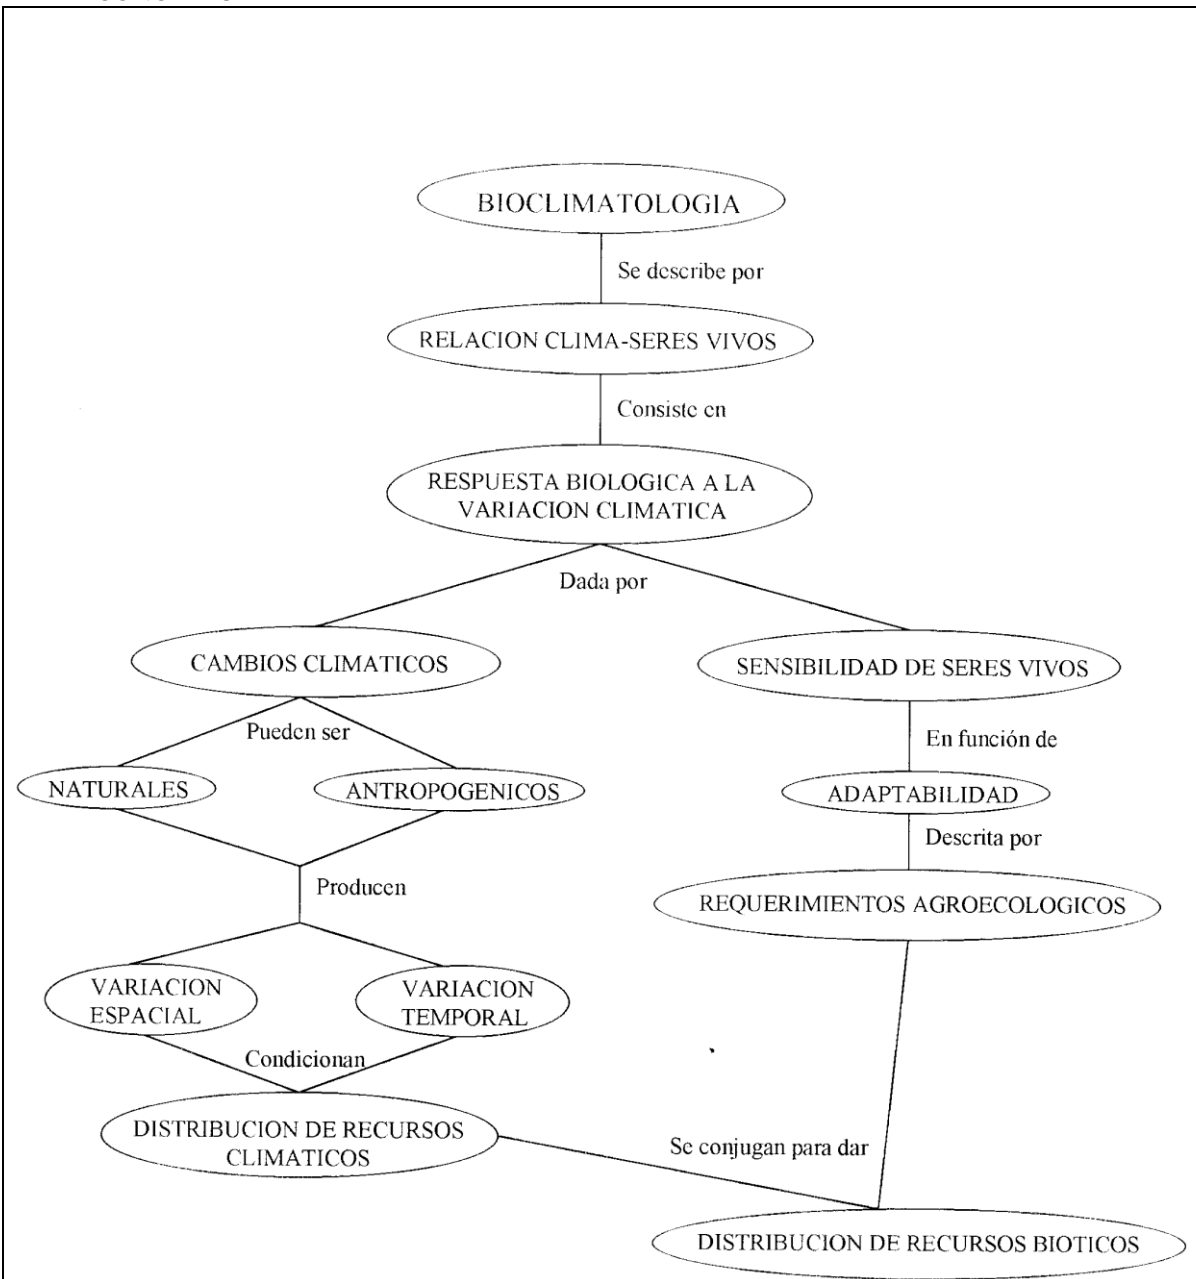 BIOCLIMATOLOGIA
Se describe por
RELACION CLIMA-SERES VIVOS
Consiste en
RESPUESTA BIOLOGICA A LA
VARIACION CLIMATICA
Dada por
CAMBIOS CLIMATICOS
SENSIBILIDAD DE SERES VIVOS
Pueden ser
En función de
NATURALES
ANTROPOGENICOS
ADAPTABILIDAD
Descrita por
Producen
REQUERIMIENTOS AGROECOLOGICOS
VARIACION
ESPACIAL
VARIACION
TEMPORAL
Condicionan
DISTRIBUCION DE RECURSOS
CLIMATICOS
Se conjugan para dar
DISTRIBUCION DE RECURSOS BIOTICOS